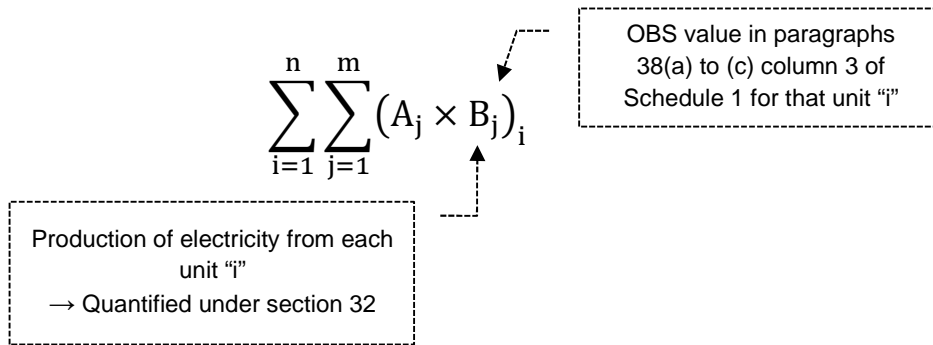 OBS value in paragraphs
38(a) to (c) column 3 of
Schedule 1 for that unit “i”
n m
∑ ∑ (Aj × Bj)i
i=1 j=1
Production of electricity from each
unit “i”
→ Quantified under section 32